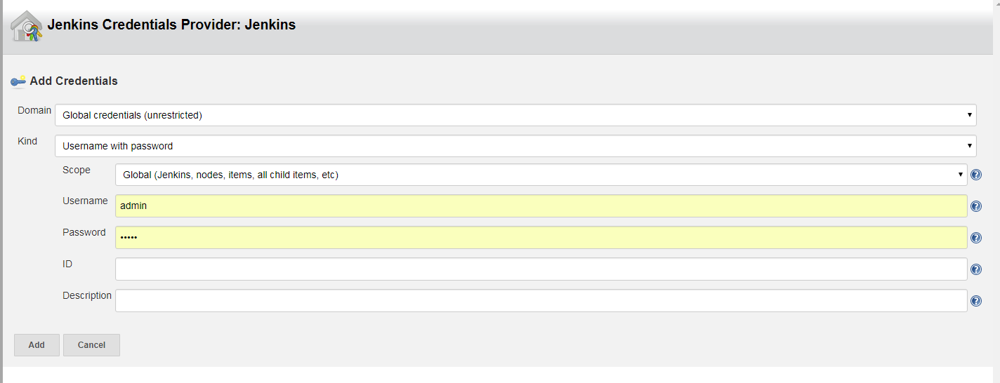 Jenkins Credentials Provider: Jenkins
Add Credentials
Domain Global credentials (unrestricted)
Kind Username with password
Scope Global (Jenkins, nodes, items, all child items, etc)
Username admin
Password •••••
ID
Description
Add Cancel